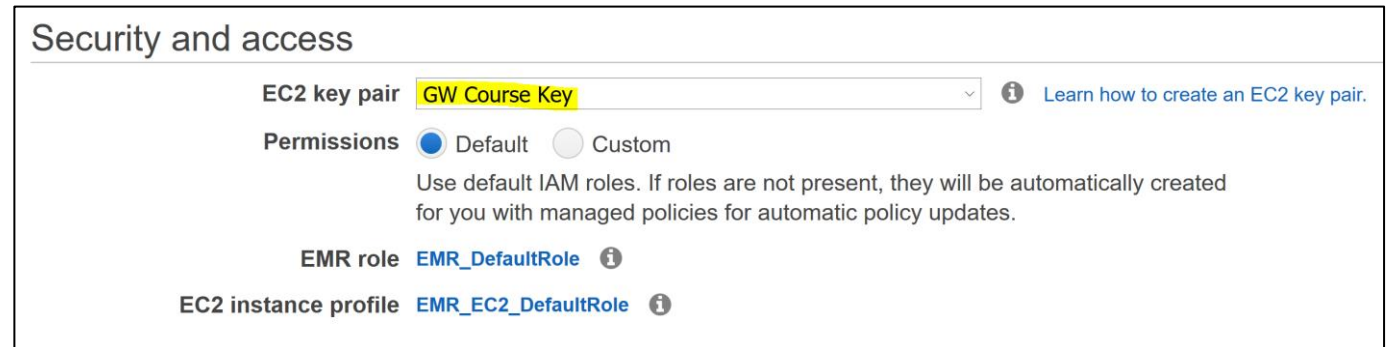 Security and access
EC2 key pair GW Course Key Learn how to create an EC2 key pair.
Permissions Default Custom
Use default IAM roles. If roles are not present, they will be automatically created
for you with managed policies for automatic policy updates.
EMR role EMR_DefaultRole
EC2 instance profile EMR_EC2_DefaultRole